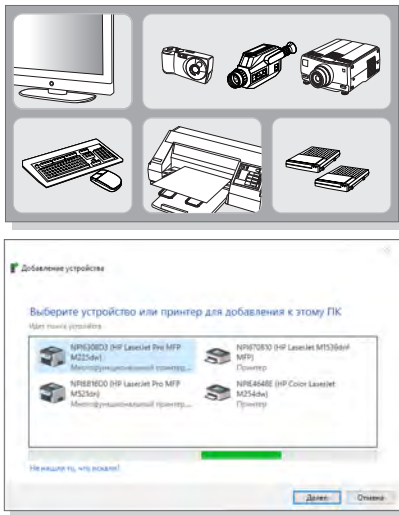 Добавление устройства
Выберите устройство или принтер для добавления к этому ПК
Идет поиск устройств
NPI6308D3 (HP LaserJet Pro MFP
M225dw)
Многофункциональный принтер,...
NPI870810 (HP LaserJet M1536dnf
MFP)
Принтер
NPI6816D0 (HP LaserJet Pro MFP
M521dn)
Многофункциональный принтер,...
NPIE4648E (HP Color LaserJet
M254dw)
Принтер
Не нашли то, что искали?
Далее
Отмена